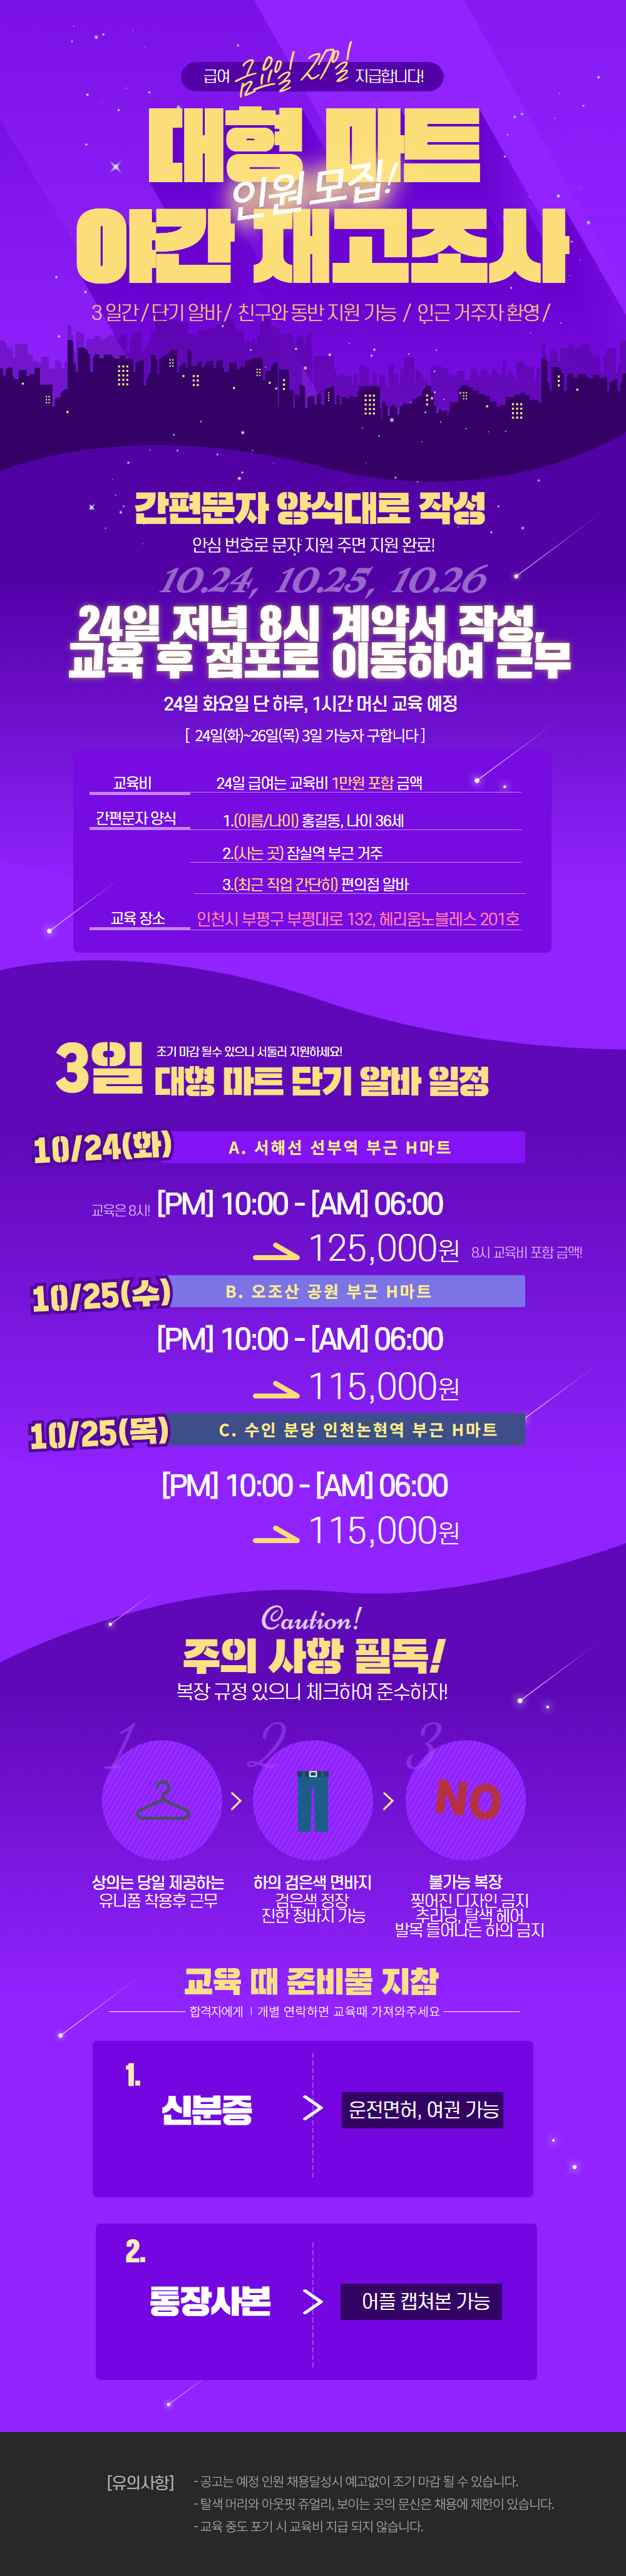 급여 금요일 27일 지급합니다!
대형 마트
인원 모집!
야간 재고조사
3일간 / 단기 알바 / 친구와 동반 지원 가능 / 인근 거주자 환영 /
간편문자 양식대로 작성
안심 번호로 문자 지원 주면 지원 완료!
10.24, 10.25, 10.26
24일 저녁 8시 계약서 작성,
교육 후 점포로 이동하여 근무
24일 화요일 단 하루, 1시간 머신 교육 예정
[ 24일(화)~26일(목) 3일 가능자 구합니다 ]
교육비 24일 급여는 교육비 1만원 포함 금액
간편문자 양식 1.(이름/나이) 홍길동, 나이 36세
2.(사는 곳) 잠실역 부근 거주
3.(최근 직업 간단히) 편의점 알바
교육 장소 인천시 부평구 부평대로 132, 헤리움노블레스 201호
3일 조기 마감 될수 있으니 서둘러 지원하세요!
대형 마트 단기 알바 일정
10/24(화) A. 서해선 선부역 부근 H마트
교육은 8시! [PM] 10:00 - [AM] 06:00
125,000원 8시 교육비 포함 금액!
10/25(수) B. 오조산 공원 부근 H마트
[PM] 10:00 - [AM] 06:00
115,000원
10/25(목) C. 수인 분당 인천논현역 부근 H마트
[PM] 10:00 - [AM] 06:00
115,000원
Caution!
주의 사항 필독!
복장 규정 있으니 체크하여 준수하자!
1 2 3
NO
상의는 당일 제공하는
유니폼 착용후 근무
하의 검은색 면바지
검은색 정장
진한 청바지 가능
불가능 복장
찢어진 디자인 금지
추리닝, 탈색 헤어
발목 들어나는 하의 금지
교육 때 준비물 지참
합격자에게 ㅣ개별 연락하면 교육때 가져와주세요
1.
신분증 > 운전면허, 여권 가능
2.
통장사본 > 어플 캡쳐본 가능
[유의사항] - 공고는 예정 인원 채용달성시 예고없이 조기 마감 될 수 있습니다.
- 탈색 머리와 아웃핏 쥬얼리, 보이는 곳의 문신은 채용에 제한이 있습니다.
- 교육 중도 포기 시 교육비 지급 되지 않습니다.